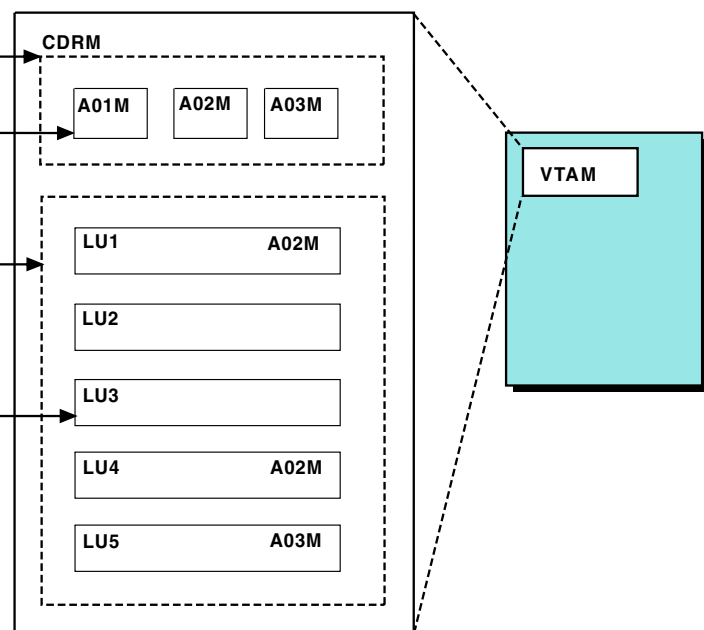 CDRM
A01M
A02M
A03M
VTAM
LU1 A02M
LU2
LU3
LU4 A02M
LU5 A03M